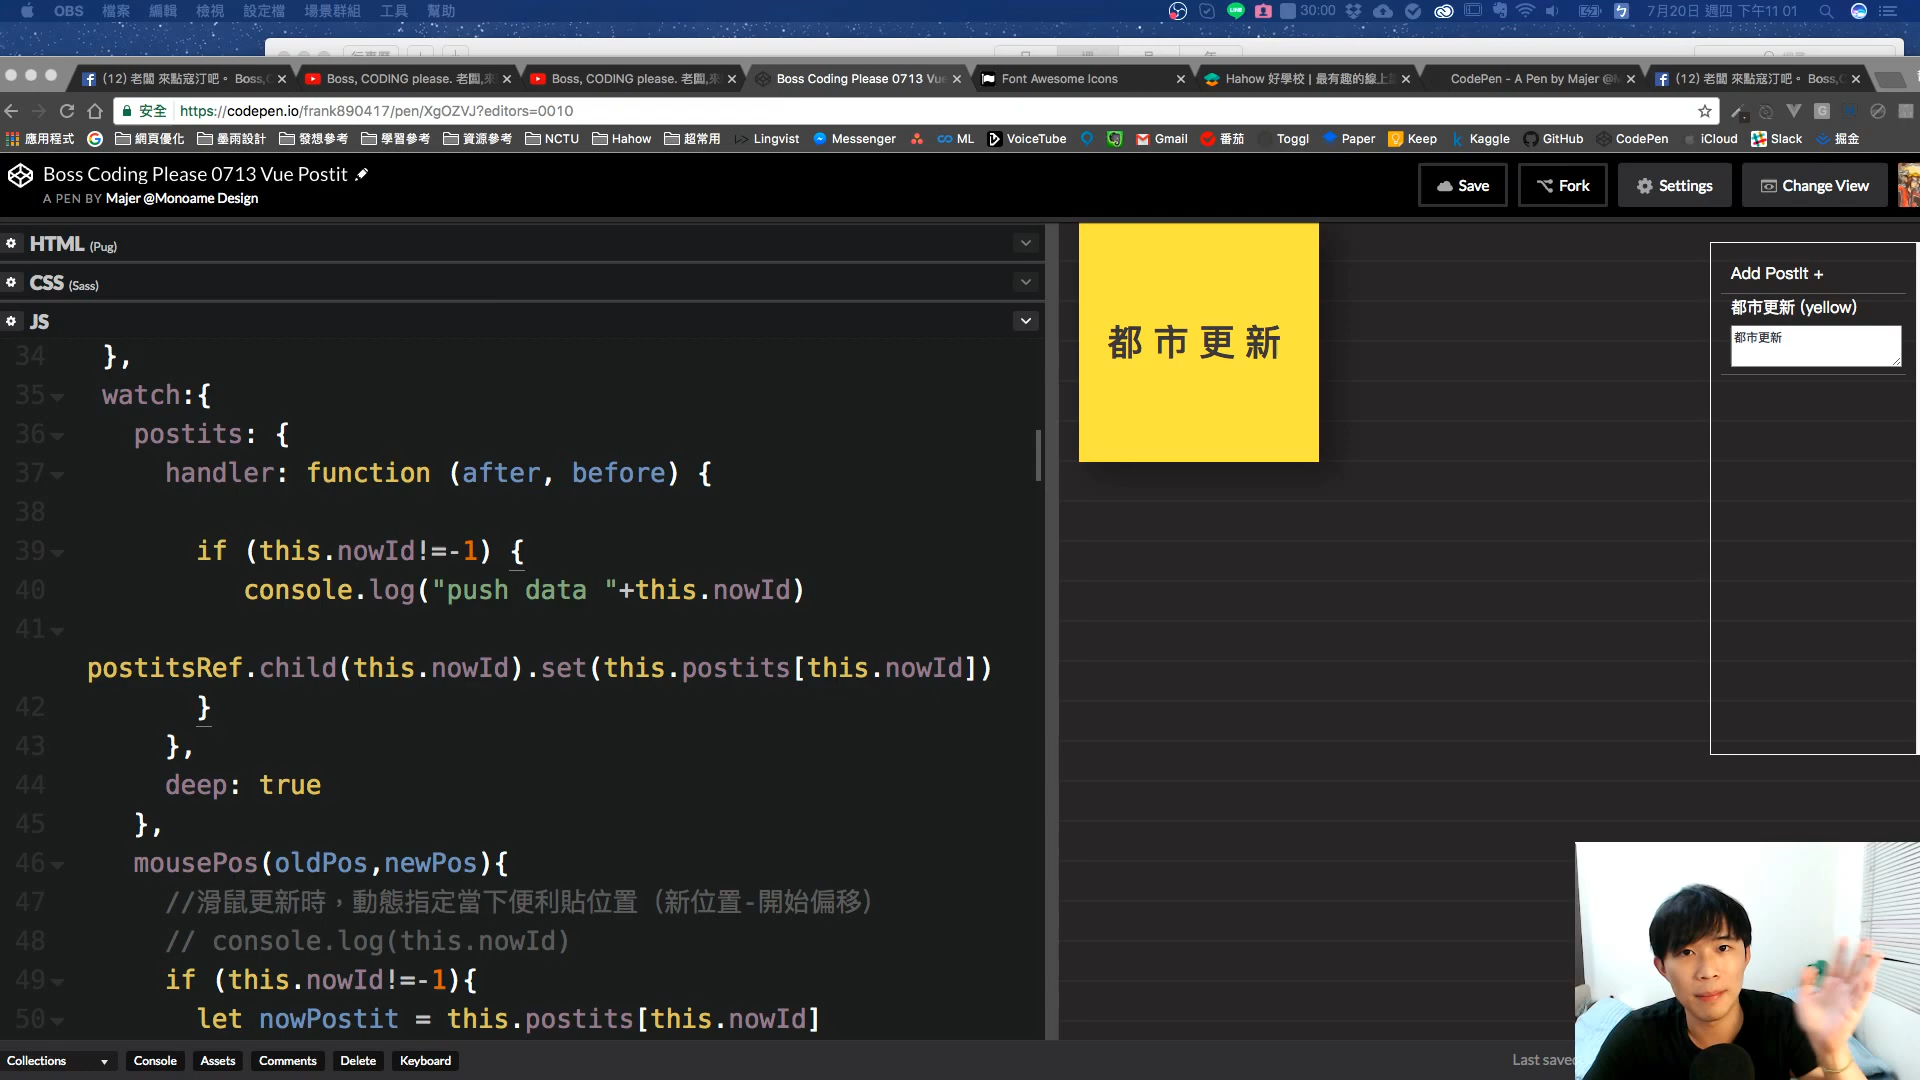 OBS 檔案 編輯 檢視 設定檔 場景群組 工具 幫助
30:00 7月20日 週四 下午11 01
(12) 老闆 來點寇汀吧。 Boss,C
Boss, CODING please. 老闆,來
Boss, CODING please. 老闆,來
Boss Coding Please 0713 Vue
Font Awesome Icons
Hahow 好學校 | 最有趣的線上
CodePen - A Pen by Majer @M
(12) 老闆 來點寇汀吧。 Boss,C
安全 https://codepen.io/frank890417/pen/XgOZVJ?editors=0010
應用程式 網頁優化 墨雨設計 發想參考 學習參考 資源參考 NCTU Hahow 超常用 Lingvist Messenger ML VoiceTube Gmail 番茄 Toggl Paper Keep Kaggle GitHub CodePen iCloud Slack 掘金
Boss Coding Please 0713 Vue Postit
A PEN BY Majer @Monoame Design
Save Fork Settings Change View
HTML (Pug)
CSS (Sass)
JS
34 },
35 watch:{
36 postits: {
37 handler: function (after, before) {
38
39 if (this.nowId!=-1) {
40 console.log("push data "+this.nowId)
41
postitsRef.child(this.nowId).set(this.postits[this.nowId])
42 }
43 },
44 deep: true
45 },
46 mousePos(oldPos,newPos){
47 //滑鼠更新時，動態指定當下便利貼位置（新位置-開始偏移）
48 // console.log(this.nowId)
49 if (this.nowId!=-1){
50 let nowPostit = this.postits[this.nowId]
都市更新
Add PostIt +
都市更新 (yellow)
都市更新
Collections Console Assets Comments Delete Keyboard
Last saved